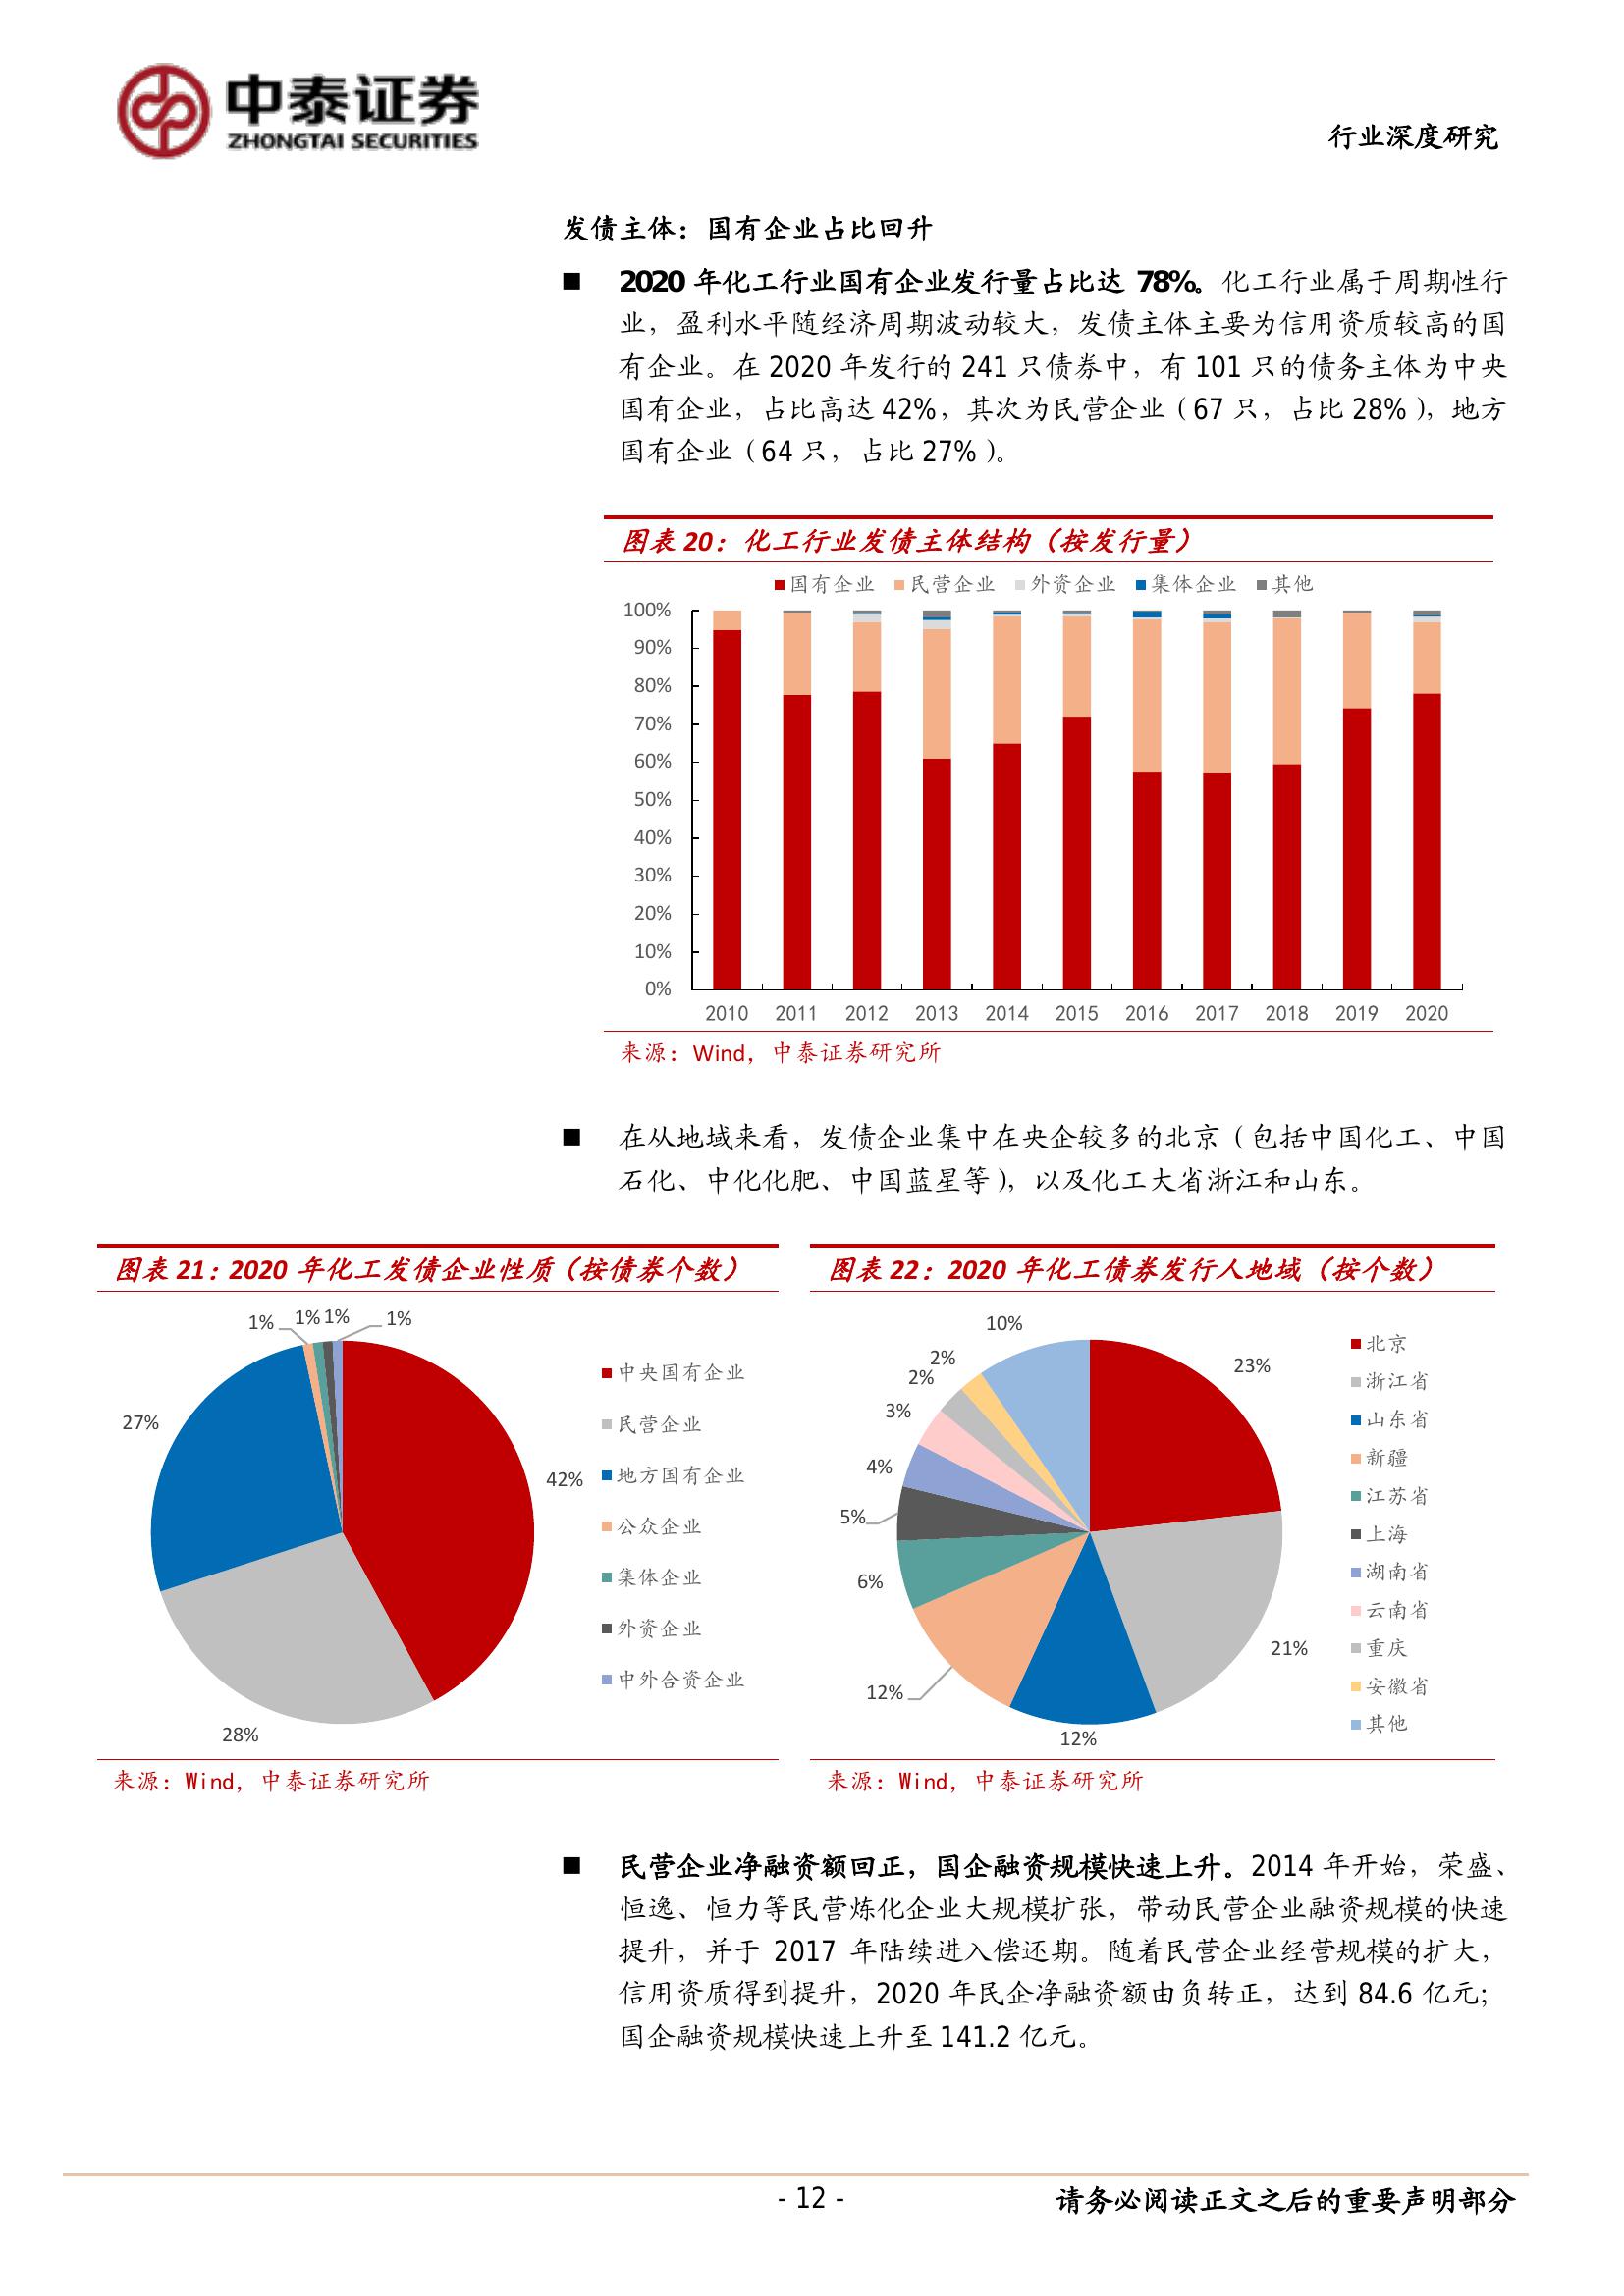 中泰证券
ZHONGTAI SECURITIES
行业深度研究
发债主体：国有企业占比回升
■ 2020 年化工行业国有企业发行量占比达 78%。化工行业属于周期性行
业，盈利水平随经济周期波动较大，发债主体主要为信用资质较高的国
有企业。在 2020 年发行的 241 只债券中，有 101 只的债务主体为中央
国有企业，占比高达 42%，其次为民营企业（67 只，占比 28%），地方
国有企业（64 只，占比 27%）。
图表 20：化工行业发债主体结构（按发行量）
国有企业 民营企业 外资企业 集体企业 其他
100%
90%
80%
70%
60%
50%
40%
30%
20%
10%
0%
2010 2011 2012 2013 2014 2015 2016 2017 2018 2019 2020
来源：Wind，中泰证券研究所
■ 在从地域来看，发债企业集中在央企较多的北京（包括中国化工、中国
石化、中化化肥、中国蓝星等），以及化工大省浙江和山东。
图表 21：2020 年化工发债企业性质（按债券个数）
1% 1% 1% 1%
27%
42%
28%
中央国有企业
民营企业
地方国有企业
公众企业
集体企业
外资企业
中外合资企业
来源：Wind，中泰证券研究所
图表 22：2020 年化工债券发行人地域（按个数）
10%
2%
2%
3%
4%
5%
6%
12%
12%
21%
23%
北京
浙江省
山东省
新疆
江苏省
上海
湖南省
云南省
重庆
安徽省
其他
来源：Wind，中泰证券研究所
■ 民营企业净融资额回正，国企融资规模快速上升。2014 年开始，荣盛、
恒逸、恒力等民营炼化企业大规模扩张，带动民营企业融资规模的快速
提升，并于 2017 年陆续进入偿还期。随着民营企业经营规模的扩大，
信用资质得到提升，2020 年民企净融资额由负转正，达到 84.6 亿元；
国企融资规模快速上升至 141.2 亿元。
- 12 -
请务必阅读正文之后的重要声明部分